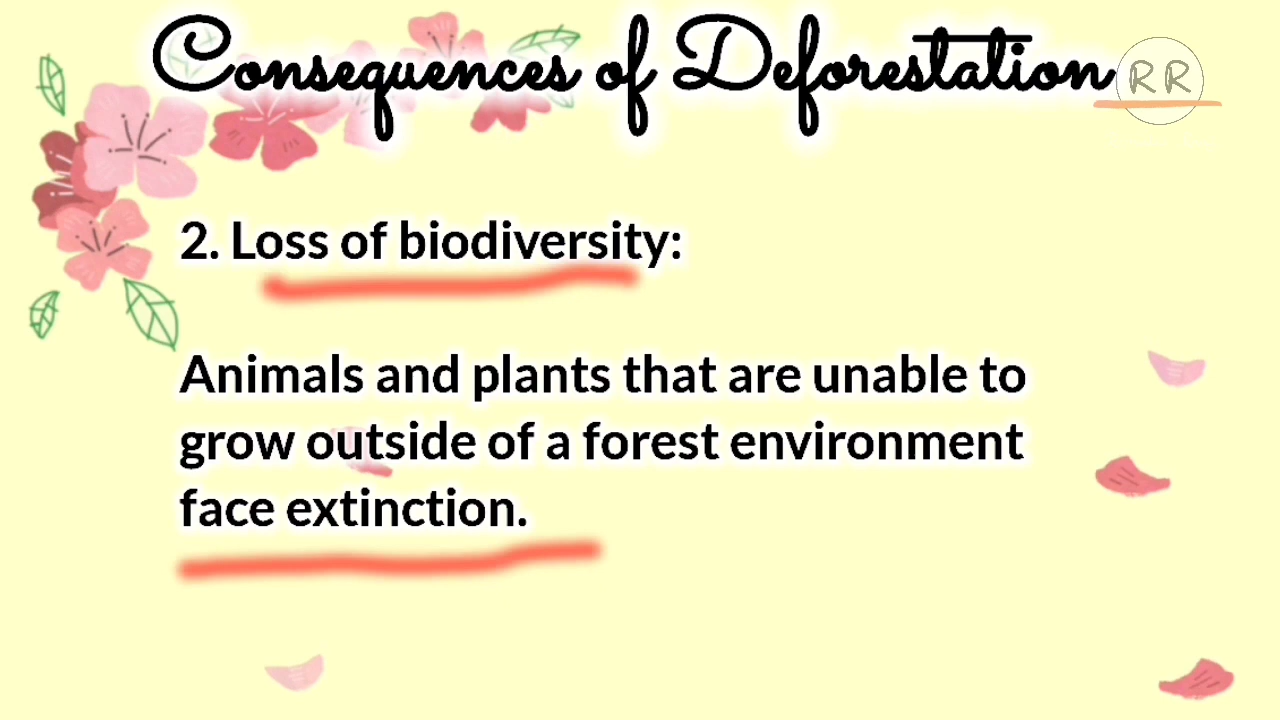 Consequences of Deforestation
RR
2. Loss of biodiversity:
Animals and plants that are unable to
grow outside of a forest environment
face extinction.